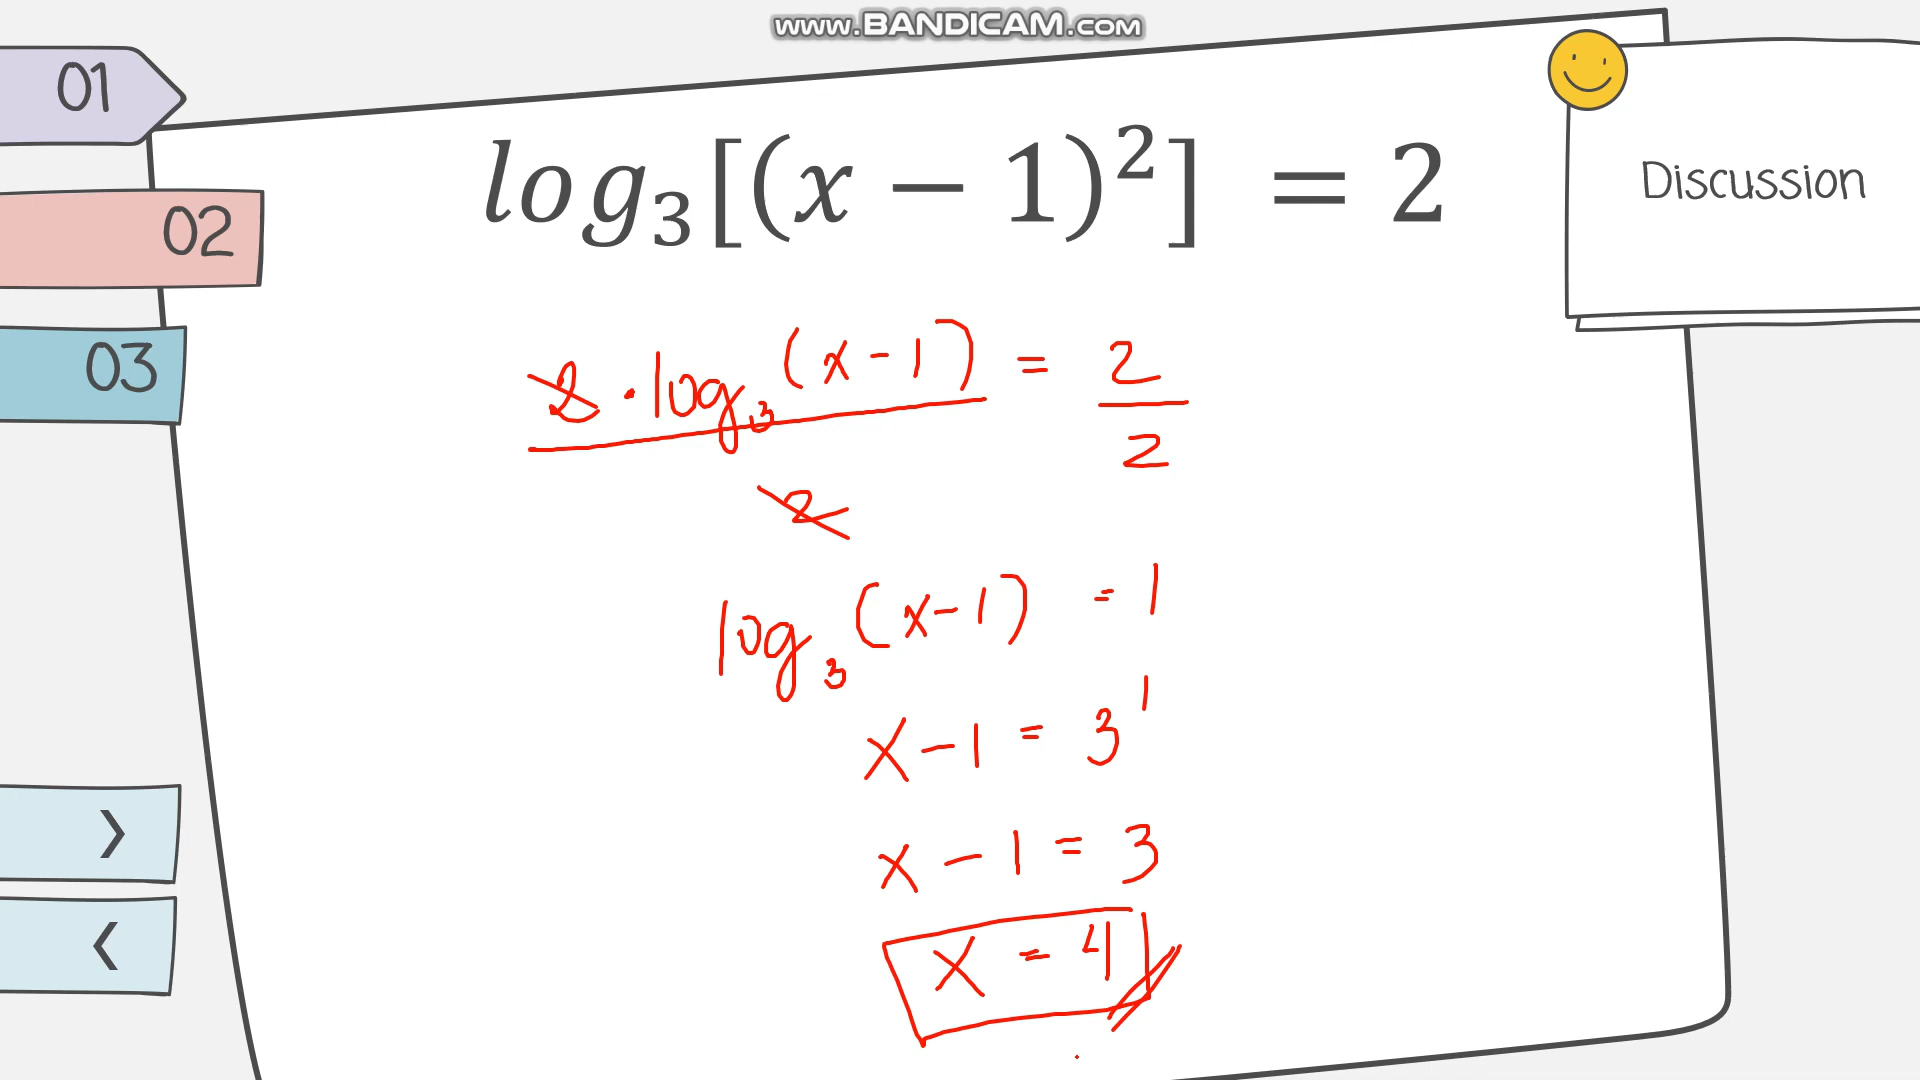 www.BANDICAM.com
01
02
03
❯
❮
Discussion
log₃[(x − 1)²] = 2
2 · log₃(x - 1) = 2
2 2
log₃(x - 1) = 1
x - 1 = 3¹
x - 1 = 3
x = 4